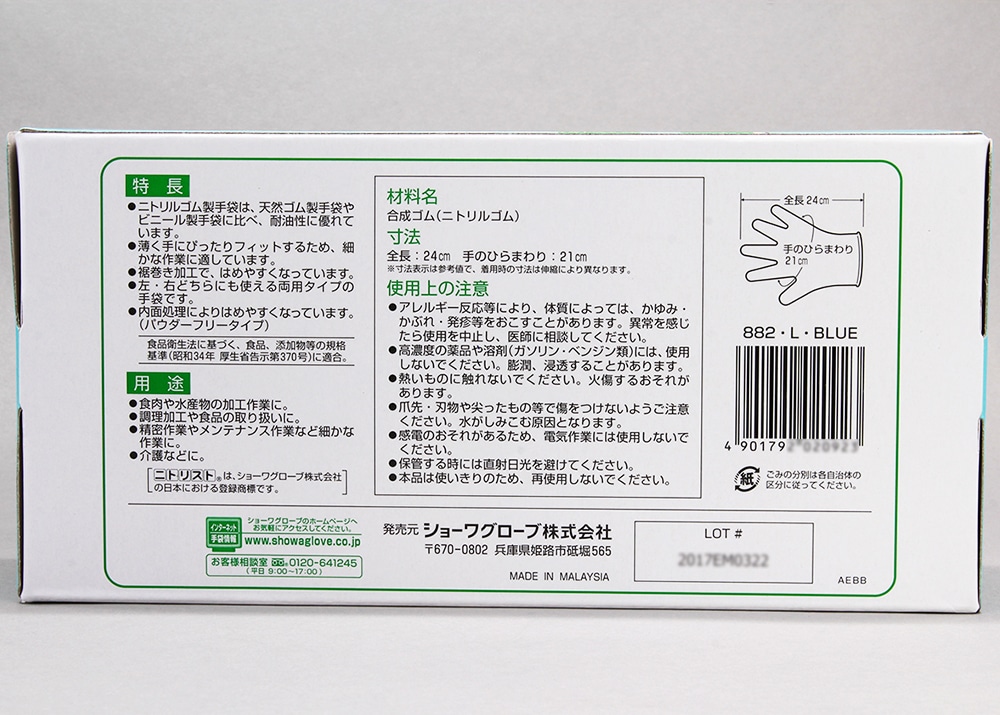 特長
●ニトリルゴム製手袋は、天然ゴム製手袋や
ビニール製手袋に比べ、耐油性に優れて
います。
●薄く手にぴったりフィットするため、細
かな作業に適しています。
●裾巻き加工で、はめやすくなっています。
●左・右どちらにも使える両用タイプの
手袋です。
●内面処理によりはめやすくなっています。
(パウダーフリータイプ)
食品衛生法に基づく、食品、添加物等の規格
基準(昭和34年 厚生省告示第370号)に適合。
用途
●食肉や水産物の加工作業に。
●調理加工や食品の取り扱いに。
●精密作業やメンテナンス作業など細かな
作業に。
●介護などに。
ニトリスト®は、ショーワグローブ株式会社
の日本における登録商標です。
材料名
合成ゴム(ニトリルゴム)
寸法
全長:24cm 手のひらまわり:21cm
※寸法表示は参考値で、着用時の寸法は伸縮により異なります。
使用上の注意
●アレルギー反応等により、体質によっては、かゆみ・
かぶれ・発疹等をおこすことがあります。異常を感じ
たら使用を中止し、医師に相談してください。
●高濃度の薬品や溶剤(ガソリン・ベンジン類)には、使用
しないでください。膨潤、浸透することがあります。
●熱いものに触れないでください。火傷するおそれが
あります。
●爪先・刃物や尖ったもの等で傷をつけないようご注意
ください。水がしみこむ原因となります。
●感電のおそれがあるため、電気作業には使用しないで
ください。
●保管する時には直射日光を避けてください。
●本品は使いきりのため、再使用しないでください。
全長24cm
手のひらまわり
21cm
882・L・BLUE
4 901792 020923
紙
ごみの分別は各自治体の
区分に従ってください。
インターネット
手袋情報
ショーワグローブのホームページへ
お気軽にアクセスしてください。
www.showaglove.co.jp
お客様相談室 0120-641245
(平日 9:00~17:00)
発売元 ショーワグローブ株式会社
〒670-0802 兵庫県姫路市砥堀565
MADE IN MALAYSIA
LOT #
2017EM0322
AEBB